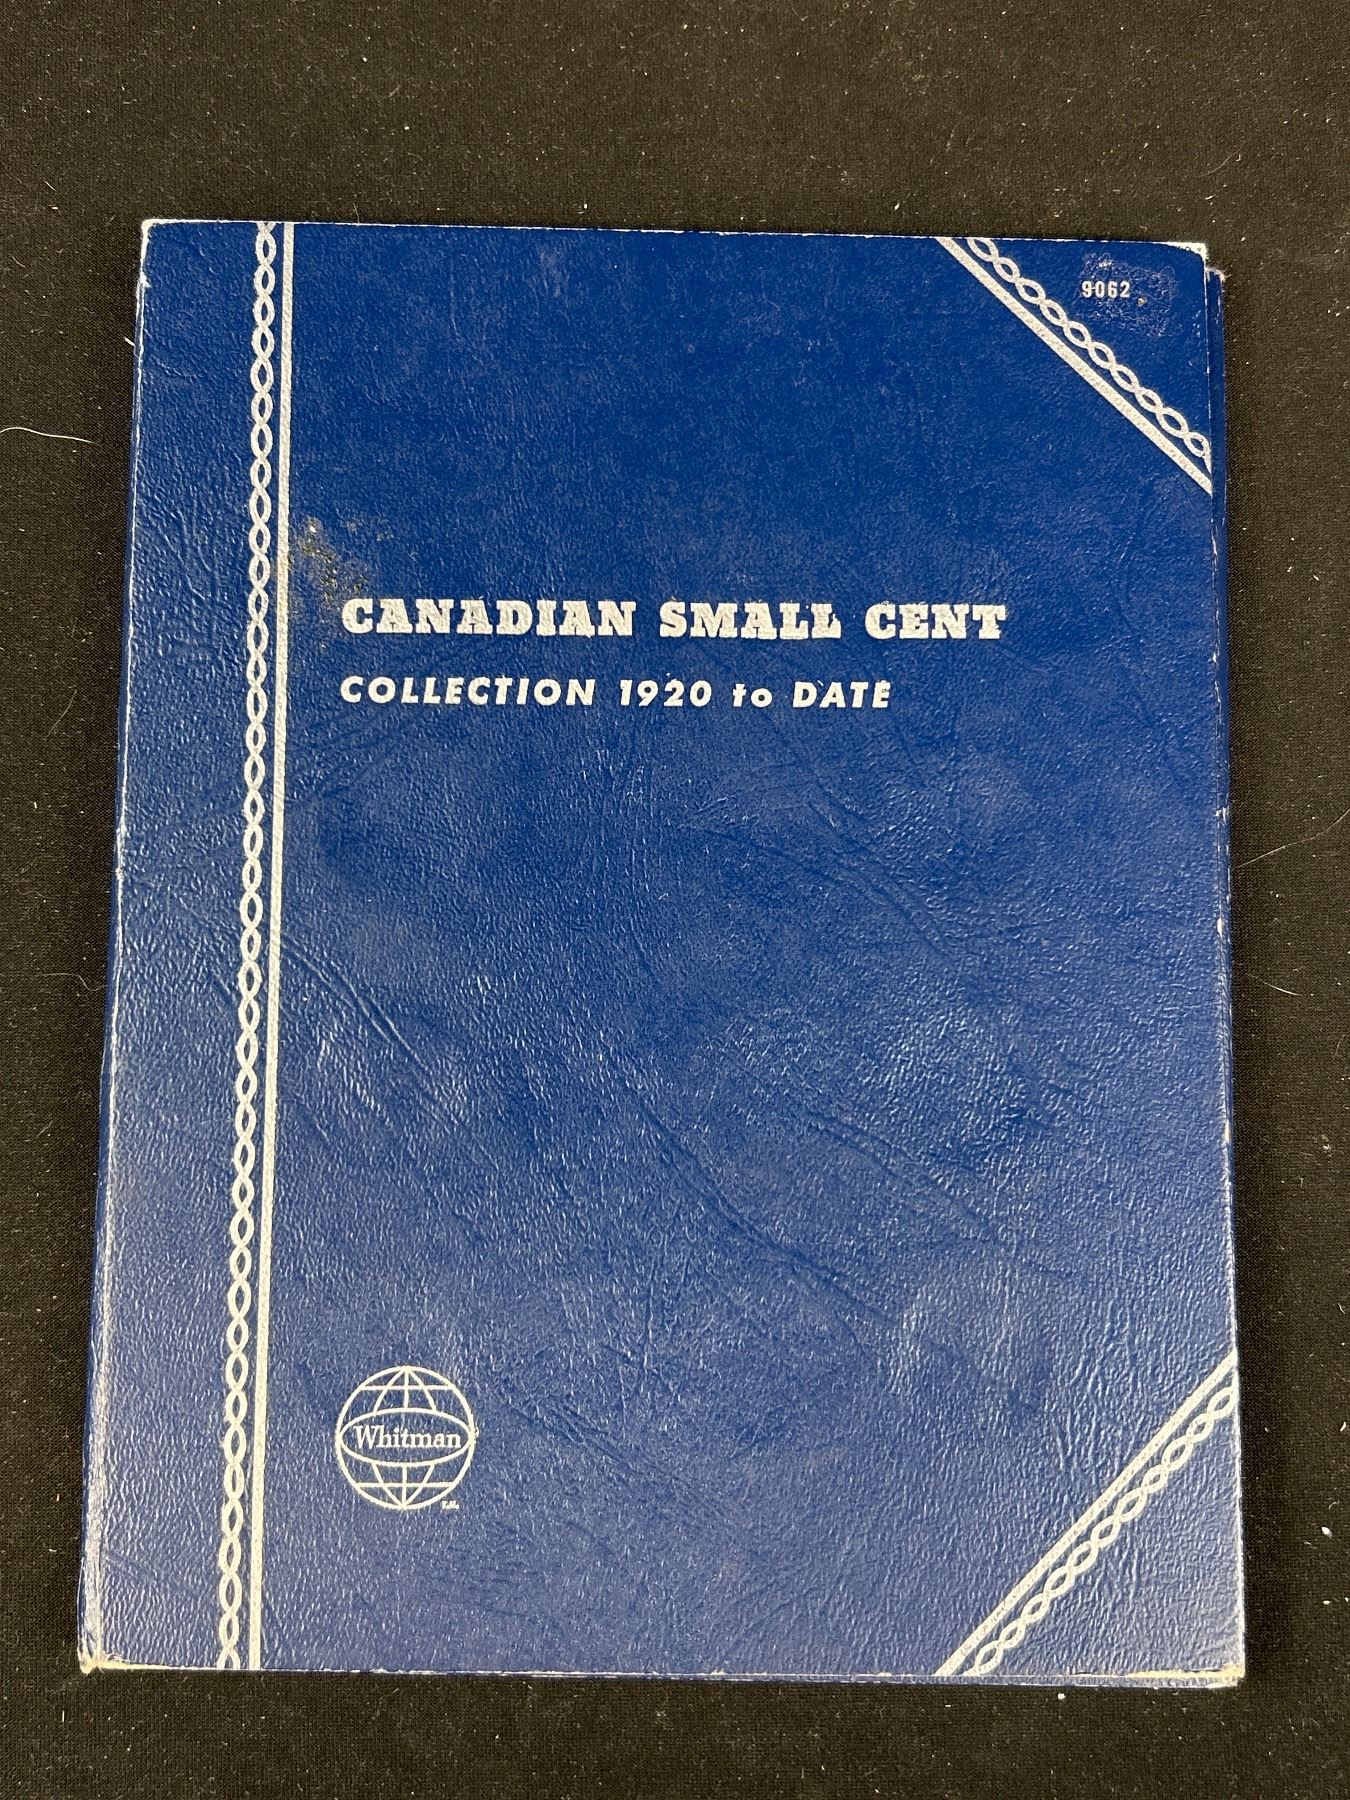 9062
CANADIAN SMALL CENT
COLLECTION 1920 to DATE
Whitman